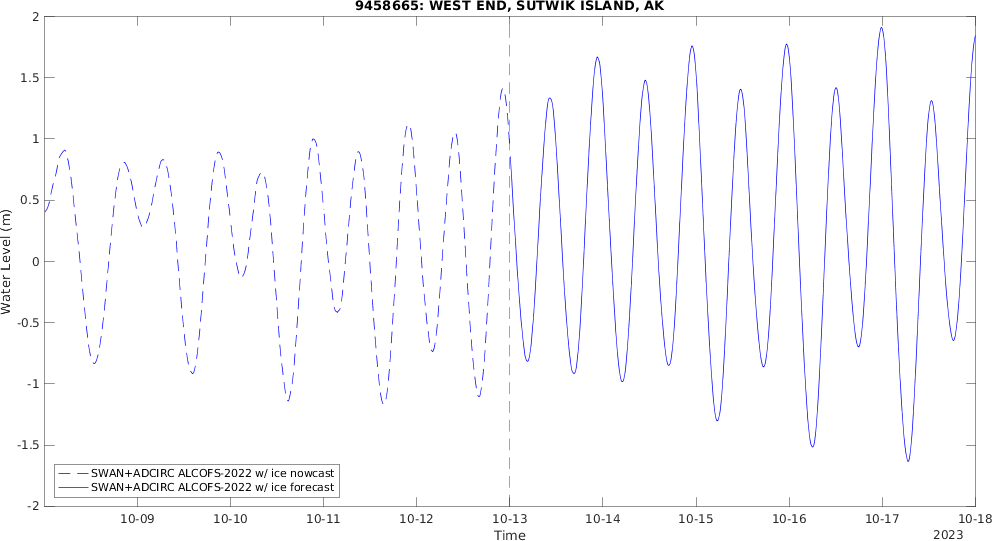 9458665: WEST END, SUTWIK ISLAND, AK
2
1.5
1
0.5
0
-0.5
-1
-1.5
-2
Water Level (m)
SWAN+ADCIRC ALCOFS-2022 w/ ice nowcast
SWAN+ADCIRC ALCOFS-2022 w/ ice forecast
10-09 10-10 10-11 10-12 10-13 10-14 10-15 10-16 10-17 10-18
Time
2023